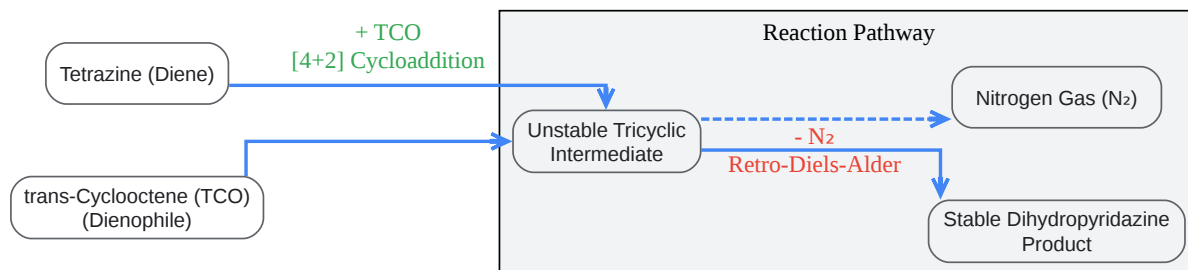 + TCO
[4+2] Cycloaddition
Tetrazine (Diene)
trans-Cyclooctene (TCO)
(Dienophile)
Reaction Pathway
Unstable Tricyclic
Intermediate
- N₂
Retro-Diels-Alder
Nitrogen Gas (N₂)
Stable Dihydropyridazine
Product